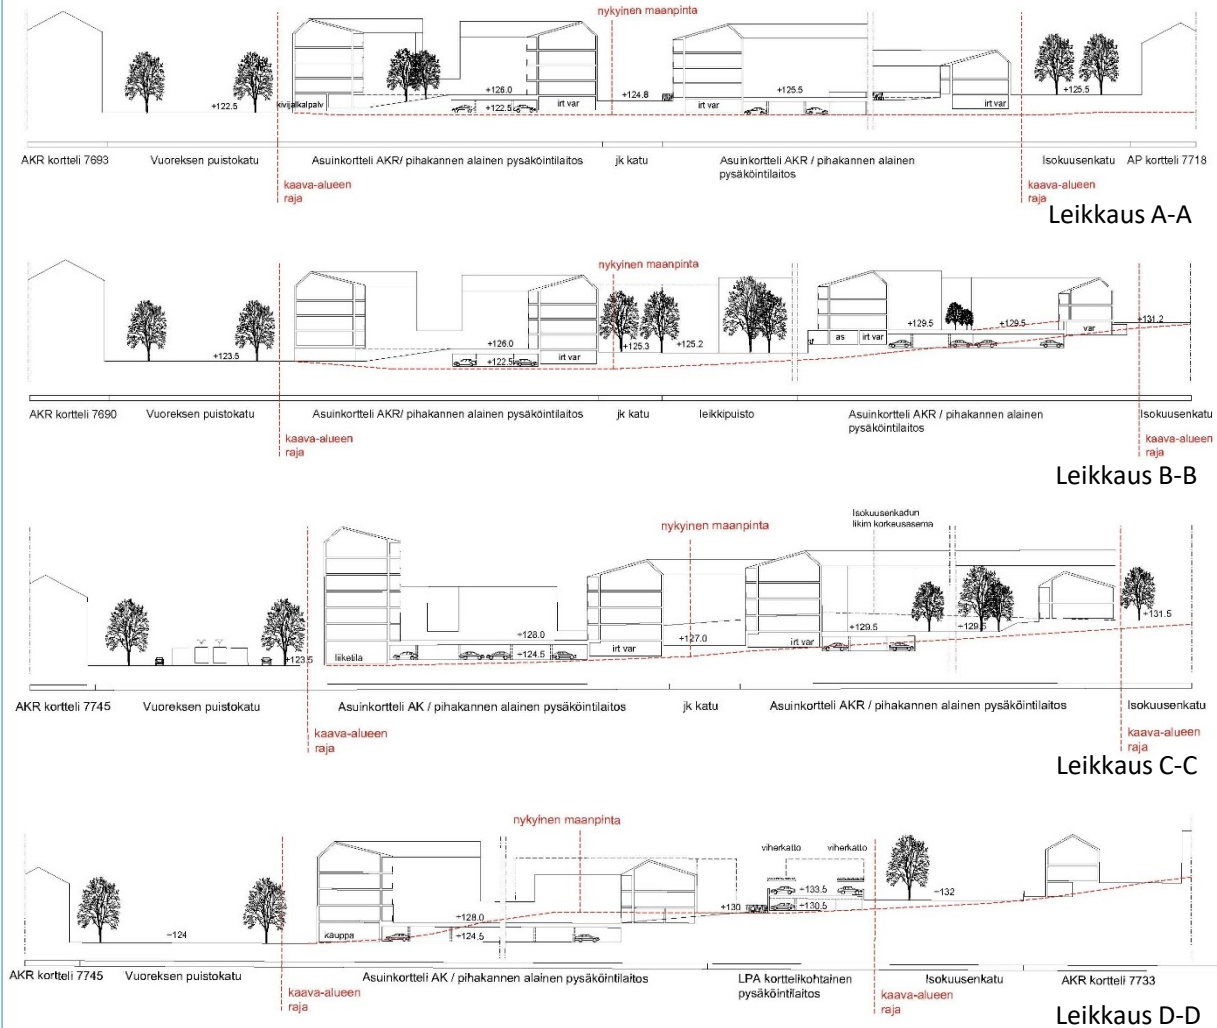 nykyinen maanpinta
+122.5
kivijalkapalv
+126.0
+122.5
irt var
+124.8
irt var
+125.5
irt var
+125.5
AKR kortteli 7693
Vuoreksen puistokatu
Asuinkortteli AKR/ pihakannen alainen pysäköintilaitos
jk katu
Asuinkortteli AKR / pihakannen alainen
pysäköintilaitos
Isokuusenkatu
AP kortteli 7718
kaava-alueen
raja
kaava-alueen
raja
Leikkaus A-A
nykyinen maanpinta
+123.5
+126.0
+122.5
irt var
+125.3
+125.2
as
irt var
+129.5
+129.5
var
+131.2
AKR kortteli 7690
Vuoreksen puistokatu
Asuinkortteli AKR/ pihakannen alainen pysäköintilaitos
jk katu
leikkipuisto
Asuinkortteli AKR / pihakannen alainen
pysäköintilaitos
Isokuusenkatu
kaava-alueen
raja
kaava-alueen
raja
Leikkaus B-B
Isokuusenkadun
likim korkeusasema
nykyinen maanpinta
+123.5
liiketila
+128.0
+124.5
irt var
+127.0
irt var
+129.5
+129.5
+131.5
AKR kortteli 7745
Vuoreksen puistokatu
Asuinkortteli AK / pihakannen alainen pysäköintilaitos
jk katu
Asuinkortteli AKR / pihakannen alainen pysäköintilaitos
Isokuusenkatu
kaava-alueen
raja
kaava-alueen
raja
Leikkaus C-C
nykyinen maanpinta
viherkatto
viherkatto
~124
kauppa
+128.0
+124.5
+130
+133.5
+130.5
~132
AKR kortteli 7745
Vuoreksen puistokatu
Asuinkortteli AK / pihakannen alainen pysäköintilaitos
LPA korttelikohtainen
pysäköintilaitos
Isokuusenkatu
AKR kortteli 7733
kaava-alueen
raja
kaava-alueen
raja
Leikkaus D-D